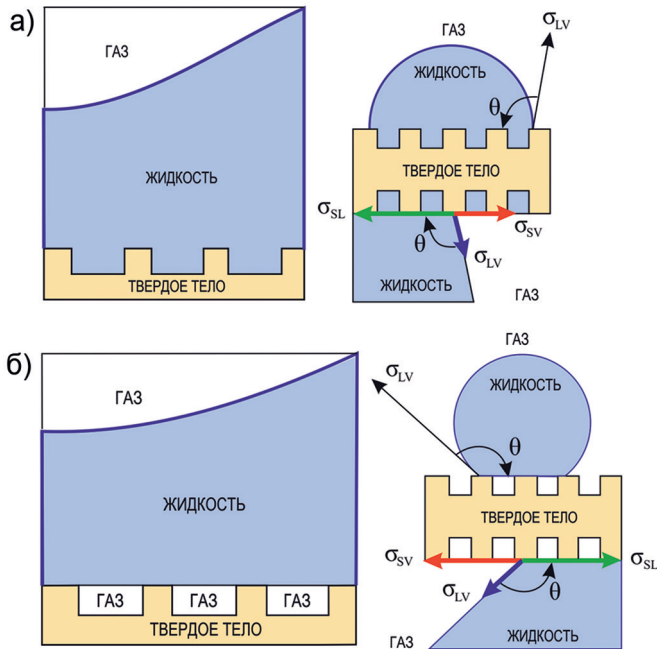 а)
ГАЗ
ЖИДКОСТЬ
ТВЕРДОЕ ТЕЛО
ГАЗ
σLV
ЖИДКОСТЬ
θ
ТВЕРДОЕ ТЕЛО
σSL
σSV
θ
σLV
ЖИДКОСТЬ
ГАЗ
б)
ГАЗ
ЖИДКОСТЬ
ГАЗ ГАЗ ГАЗ
ТВЕРДОЕ ТЕЛО
ГАЗ
σLV
ЖИДКОСТЬ
θ
ТВЕРДОЕ ТЕЛО
σSV
σSL
σLV
θ
ГАЗ
ЖИДКОСТЬ